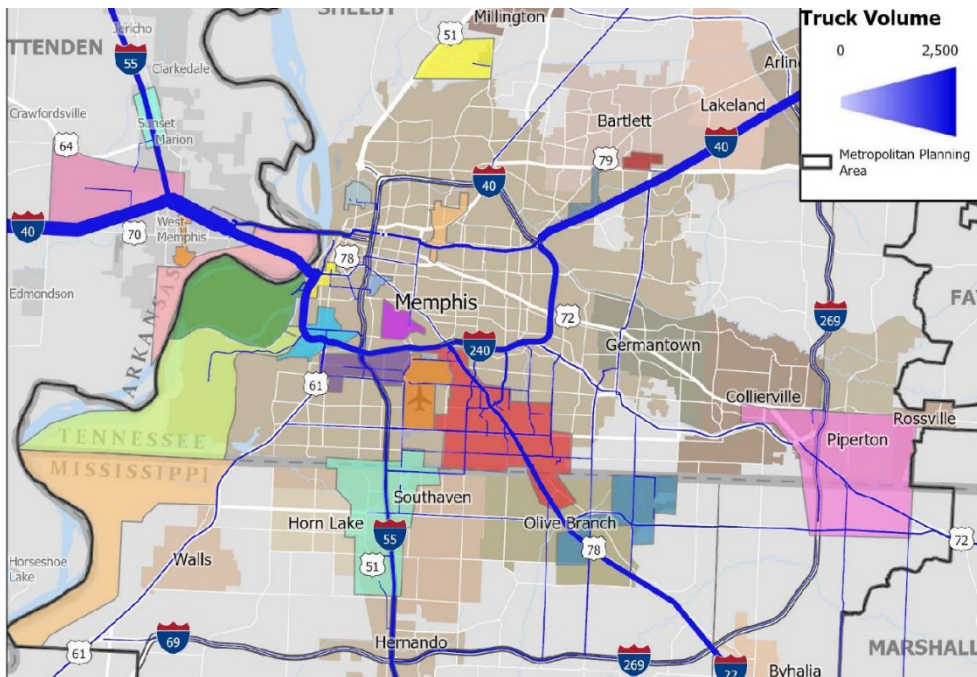 SHELBY
Millington
Truck Volume
0 2,500
Metropolitan Planning
Area
TTENDEN
Jericho
55
Clarkedale
51
Arlin
Crawfordsville
Sunset
Marion
64
Lakeland
Bartlett
40
79
40
40
70
West
Memphis
78
Edmondson
ARKANSAS
Memphis
72
FA
269
240
Germantown
61
Collierville
Rossville
Piperton
TENNESSEE
MISSISSIPPI
Southaven
Horn Lake
Olive Branch
55
78
72
Horseshoe
Lake
Walls
51
Hernando
61
69
269
22
Byhalia
MARSHALL